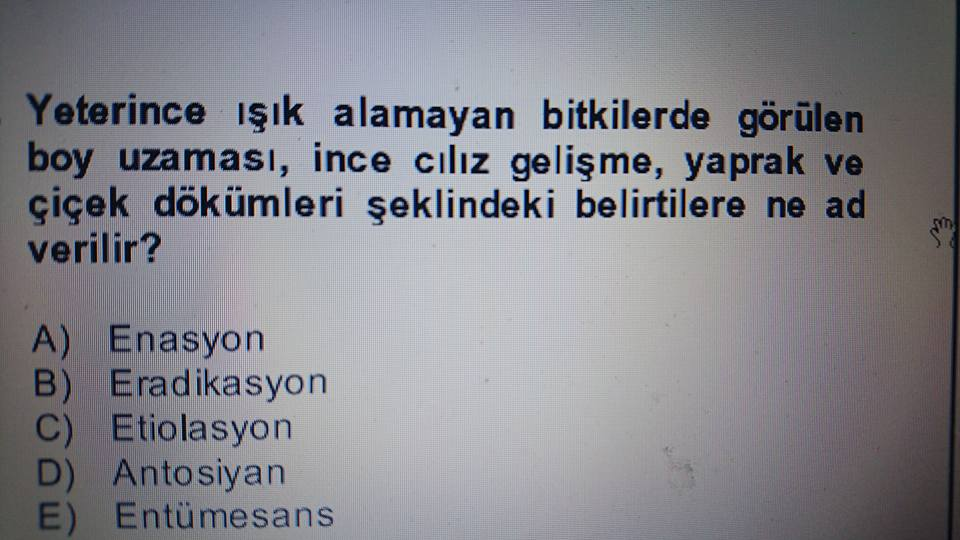 Yeterince ışık alamayan bitkilerde görülen
boy uzaması, ince cılız gelişme, yaprak ve
çiçek dökümleri şeklindeki belirtilere ne ad
verilir?
A) Enasyon
B) Eradikasyon
C) Etiolasyon
D) Antosiyan
E) Entümesans